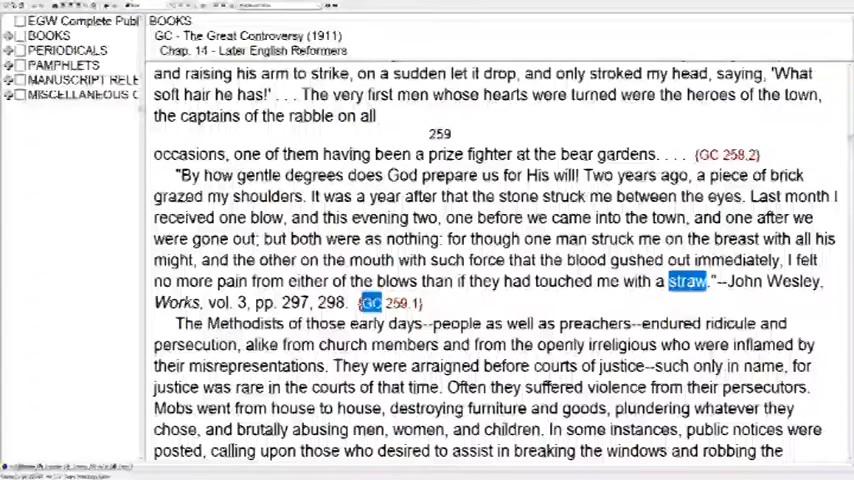 EGW Complete Publ
BOOKS
PERIODICALS
PAMPHLETS
MANUSCRIPT RELE
MISCELLANEOUS C
BOOKS
GC - The Great Controversy (1911)
Chap. 14 - Later English Reformers
and raising his arm to strike, on a sudden let it drop, and only stroked my head, saying, 'What
soft hair he has!' . . . The very first men whose hearts were turned were the heroes of the town,
the captains of the rabble on all
259
occasions, one of them having been a prize fighter at the bear gardens. . . . {GC 258.2}
"By how gentle degrees does God prepare us for His will! Two years ago, a piece of brick
grazed my shoulders. It was a year after that the stone struck me between the eyes. Last month I
received one blow, and this evening two, one before we came into the town, and one after we
were gone out; but both were as nothing: for though one man struck me on the breast with all his
might, and the other on the mouth with such force that the blood gushed out immediately, I felt
no more pain from either of the blows than if they had touched me with a straw."--John Wesley,
Works, vol. 3, pp. 297, 298. {GC 259.1}
The Methodists of those early days--people as well as preachers--endured ridicule and
persecution, alike from church members and from the openly irreligious who were inflamed by
their misrepresentations. They were arraigned before courts of justice--such only in name, for
justice was rare in the courts of that time. Often they suffered violence from their persecutors.
Mobs went from house to house, destroying furniture and goods, plundering whatever they
chose, and brutally abusing men, women, and children. In some instances, public notices were
posted, calling upon those who desired to assist in breaking the windows and robbing the